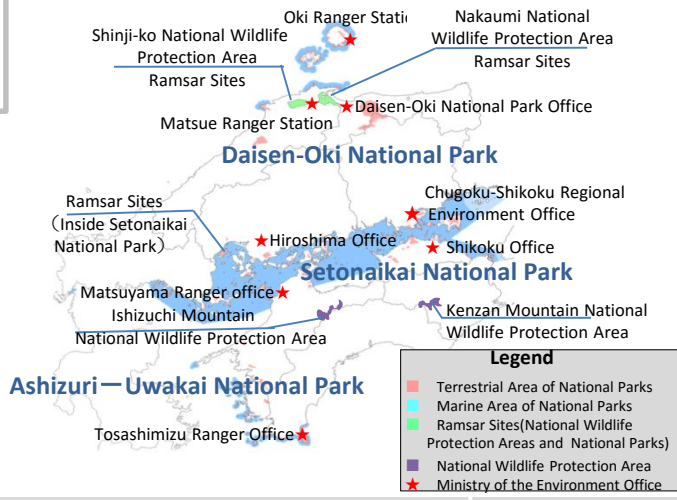 Oki Ranger Stati
Shinji-ko National Wildlife
Protection Area
Ramsar Sites
Nakaumi National
Wildlife Protection Area
Ramsar Sites
Daisen-Oki National Park Office
Matsue Ranger Station
Daisen-Oki National Park
Ramsar Sites
(Inside Setonaikai
National Park)
Chugoku-Shikoku Regional
Environment Office
Hiroshima Office
Shikoku Office
Setonaikai National Park
Matsuyama Ranger office
Ishizuchi Mountain
National Wildlife Protection Area
Kenzan Mountain National
Wildlife Protection Area
Ashizuri－Uwakai National Park
Tosashimizu Ranger Office
Legend
Terrestrial Area of National Parks
Marine Area of National Parks
Ramsar Sites(National Wildlife
Protection Areas and National Parks)
National Wildlife Protection Area
Ministry of the Environment Office